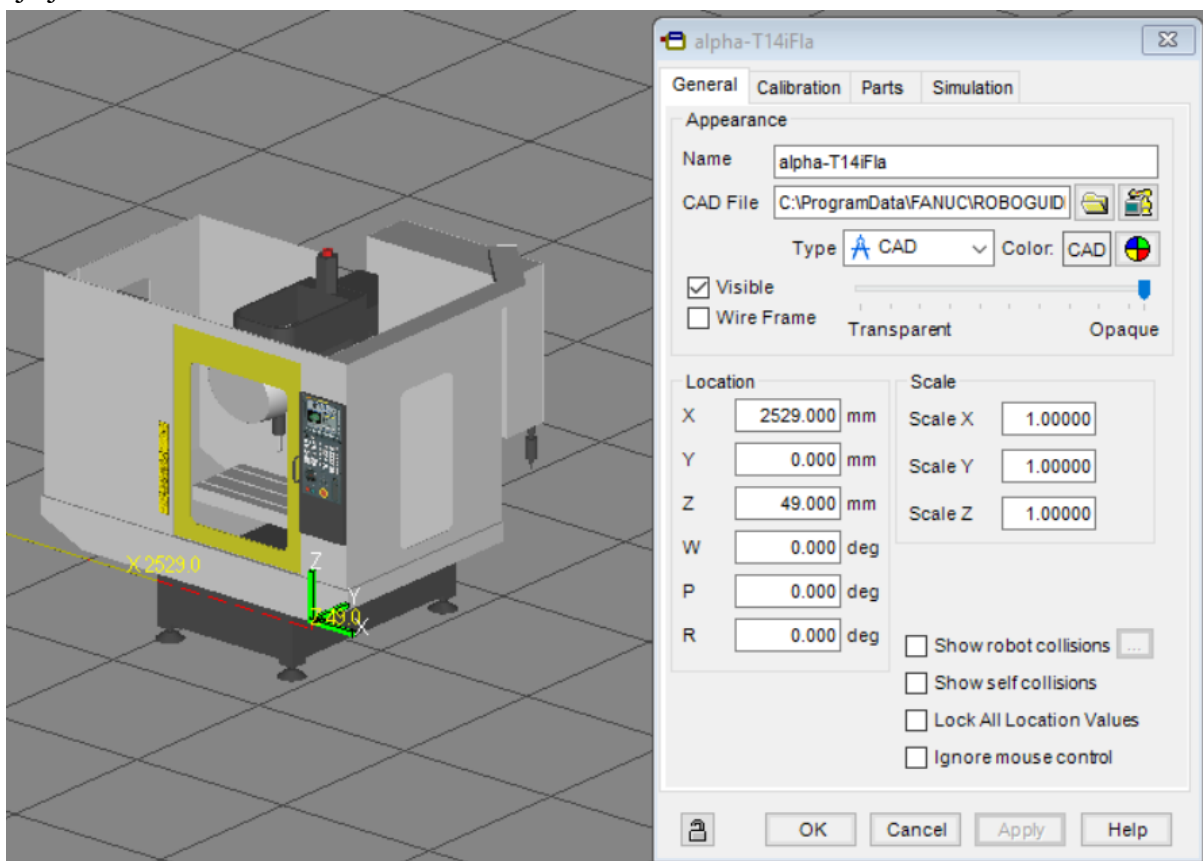 alpha-T14iFla
General Calibration Parts Simulation
Appearance
Name alpha-T14iFla
CAD File C:\ProgramData\FANUC\ROBOGUID
Type CAD Color: CAD
Visible
Wire Frame
Transparent Opaque
Location
X 2529.000 mm
Y 0.000 mm
Z 49.000 mm
W 0.000 deg
P 0.000 deg
R 0.000 deg
Scale
Scale X 1.00000
Scale Y 1.00000
Scale Z 1.00000
Show robot collisions ...
Show self collisions
Lock All Location Values
Ignore mouse control
OK Cancel Apply Help
X 2529.0
Z
Y
Z 49.0
X